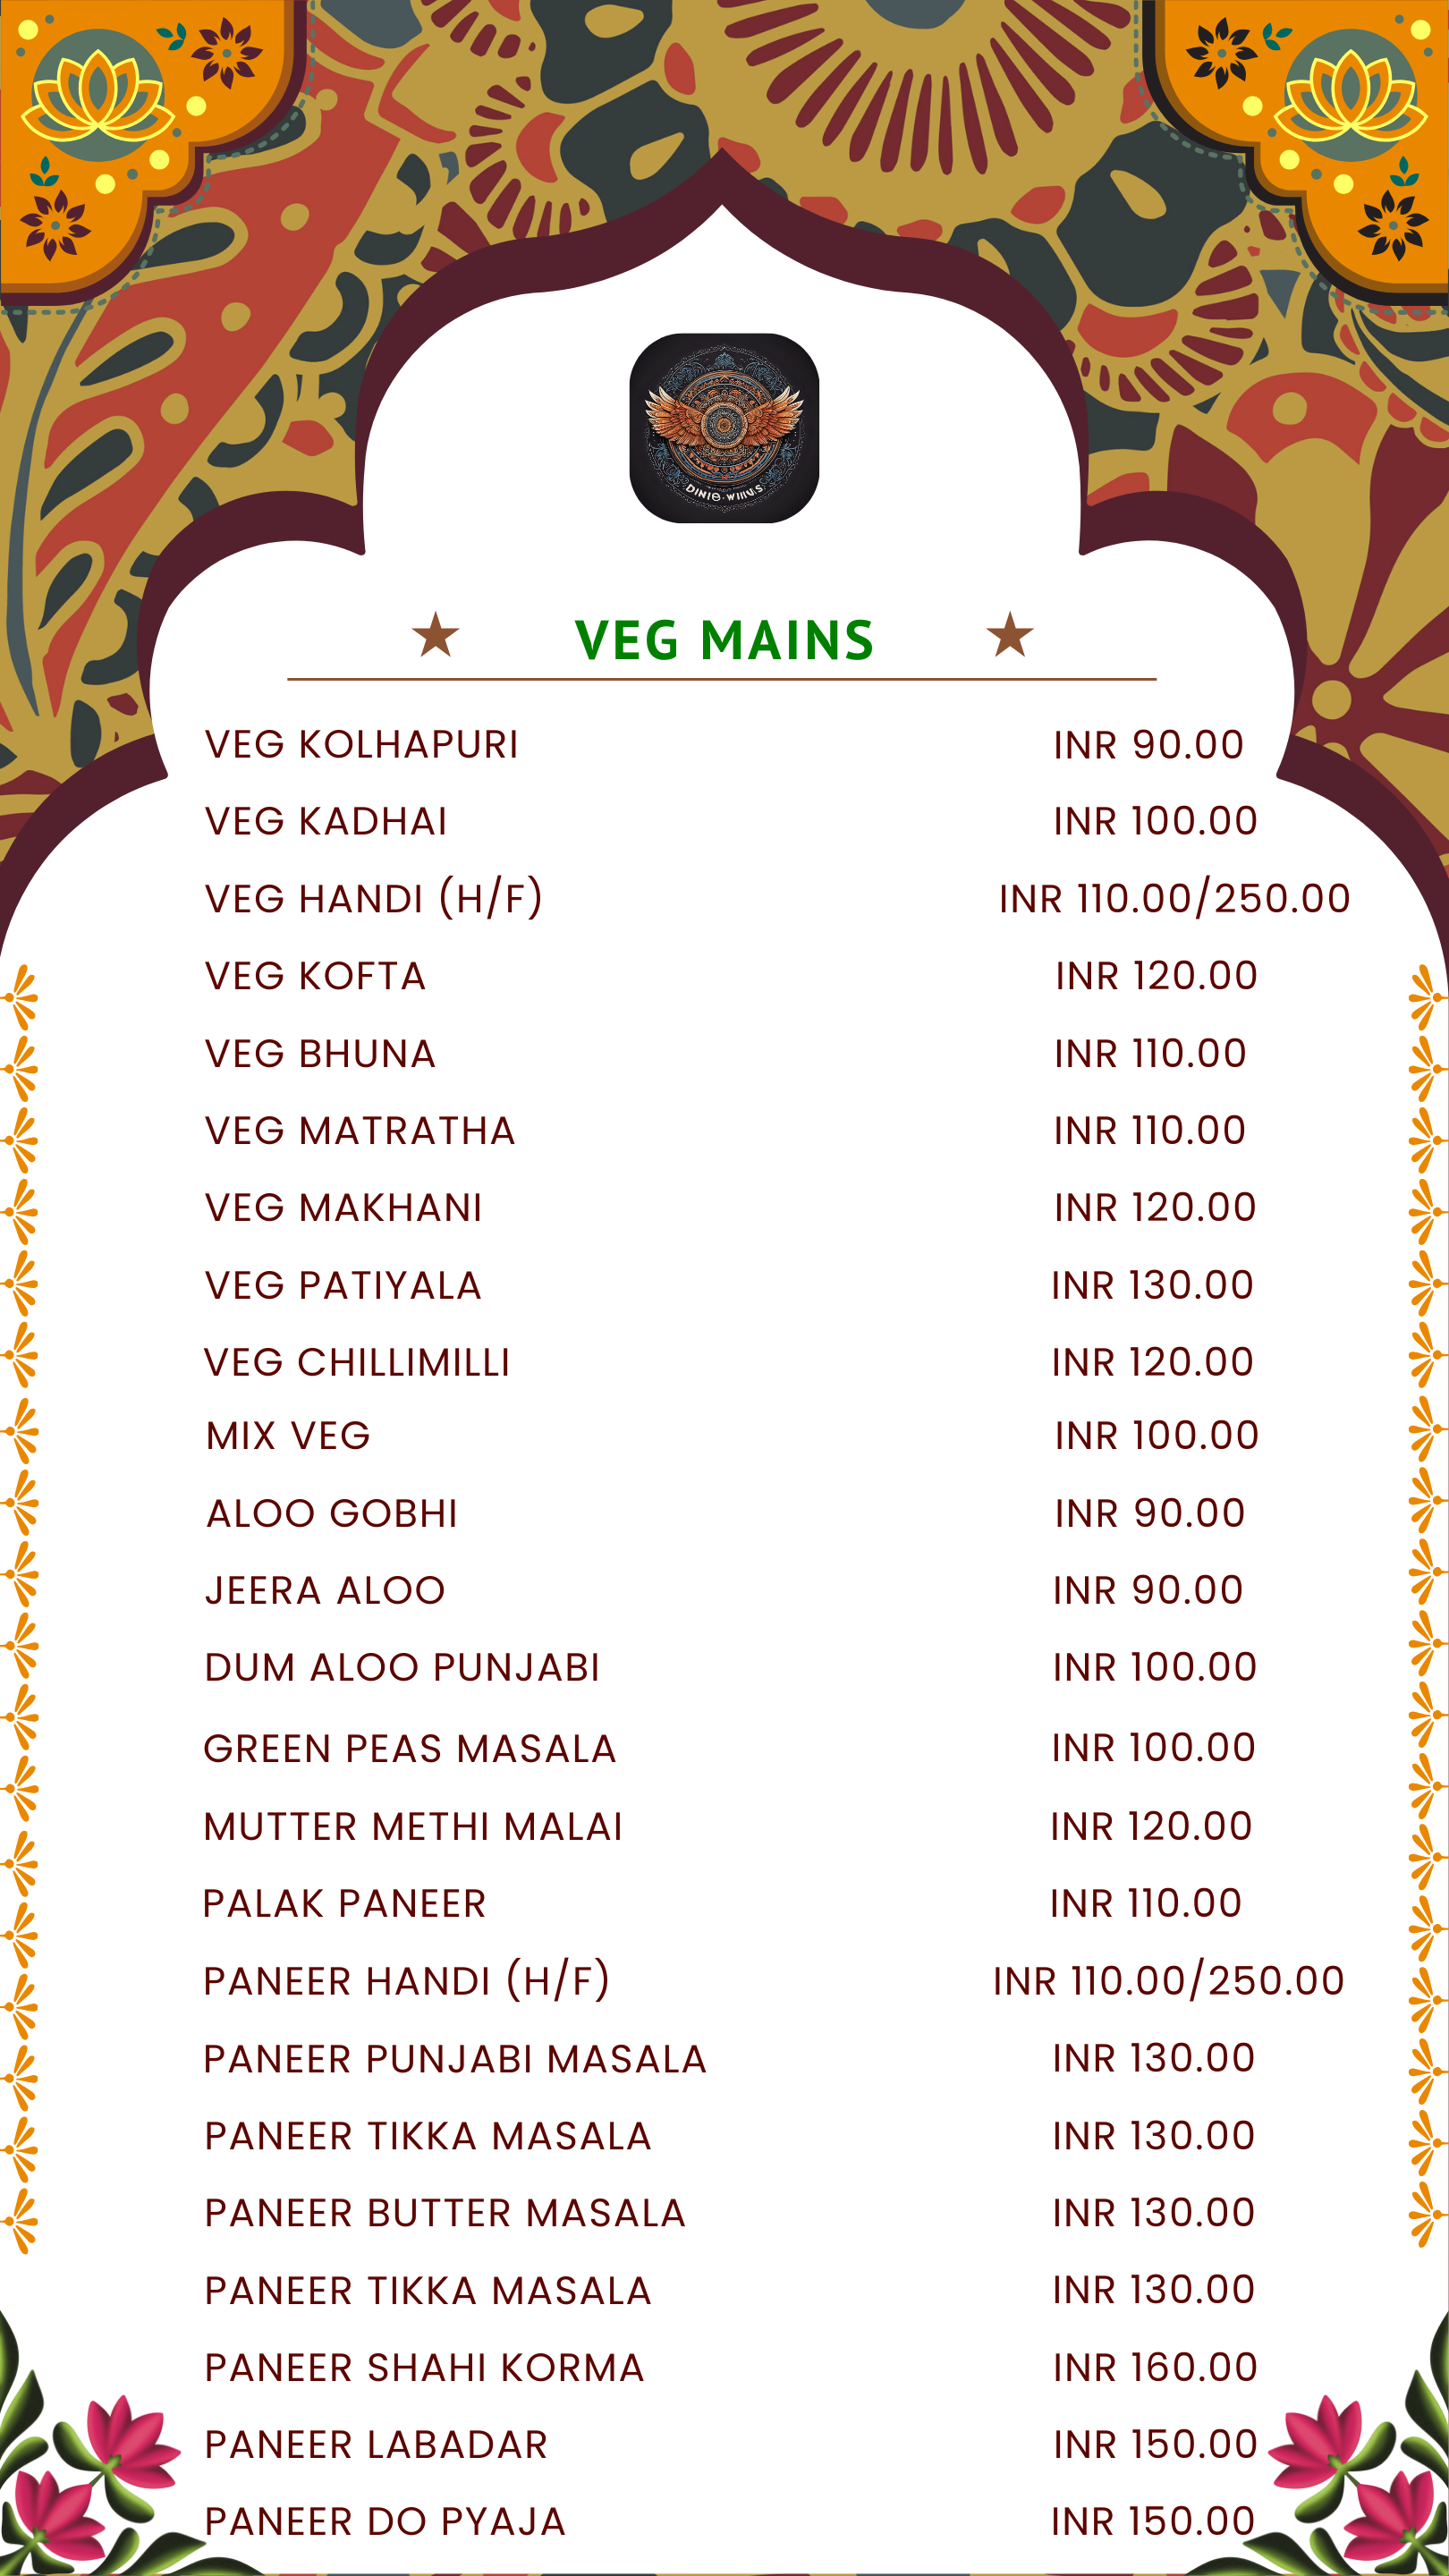 VEG MAINS
VEG KOLHAPURI INR 90.00
VEG KADHAI INR 100.00
VEG HANDI (H/F) INR 110.00/250.00
VEG KOFTA INR 120.00
VEG BHUNA INR 110.00
VEG MATRATHA INR 110.00
VEG MAKHANI INR 120.00
VEG PATIYALA INR 130.00
VEG CHILLIMILLI INR 120.00
MIX VEG INR 100.00
ALOO GOBHI INR 90.00
JEERA ALOO INR 90.00
DUM ALOO PUNJABI INR 100.00
GREEN PEAS MASALA INR 100.00
MUTTER METHI MALAI INR 120.00
PALAK PANEER INR 110.00
PANEER HANDI (H/F) INR 110.00/250.00
PANEER PUNJABI MASALA INR 130.00
PANEER TIKKA MASALA INR 130.00
PANEER BUTTER MASALA INR 130.00
PANEER TIKKA MASALA INR 130.00
PANEER SHAHI KORMA INR 160.00
PANEER LABADAR INR 150.00
PANEER DO PYAJA INR 150.00